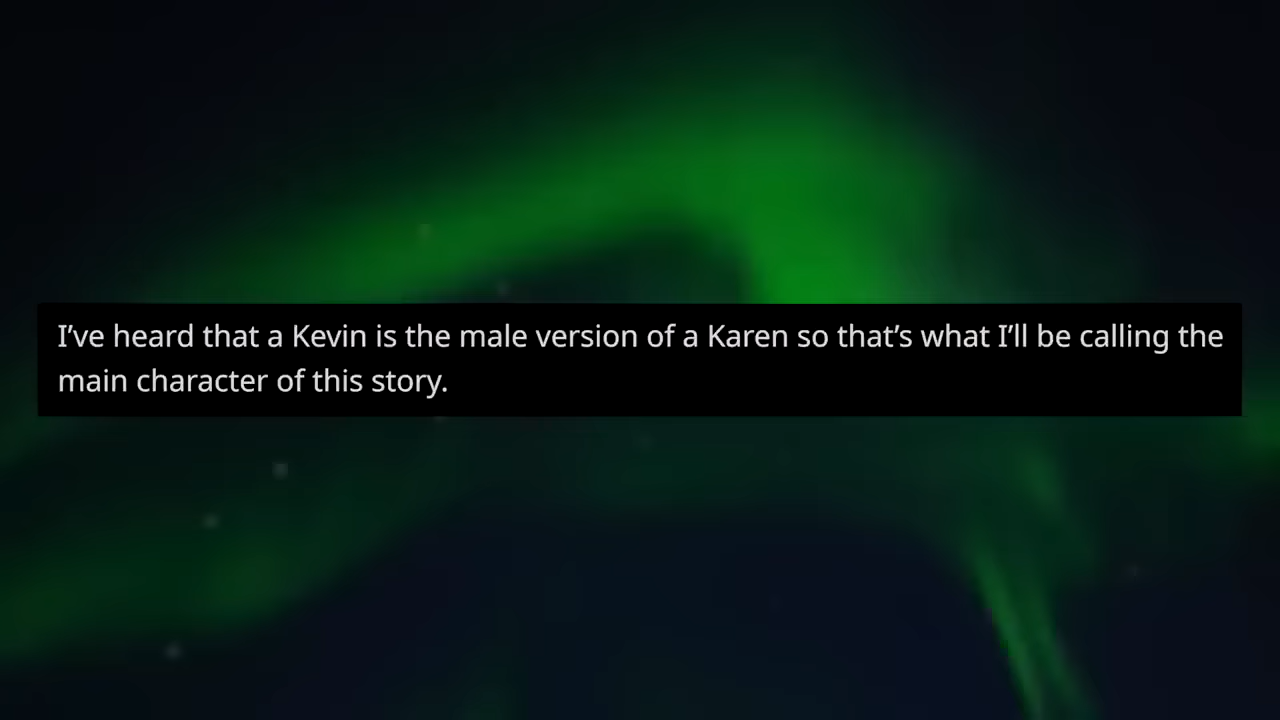 I’ve heard that a Kevin is the male version of a Karen so that’s what I’ll be calling the
main character of this story.